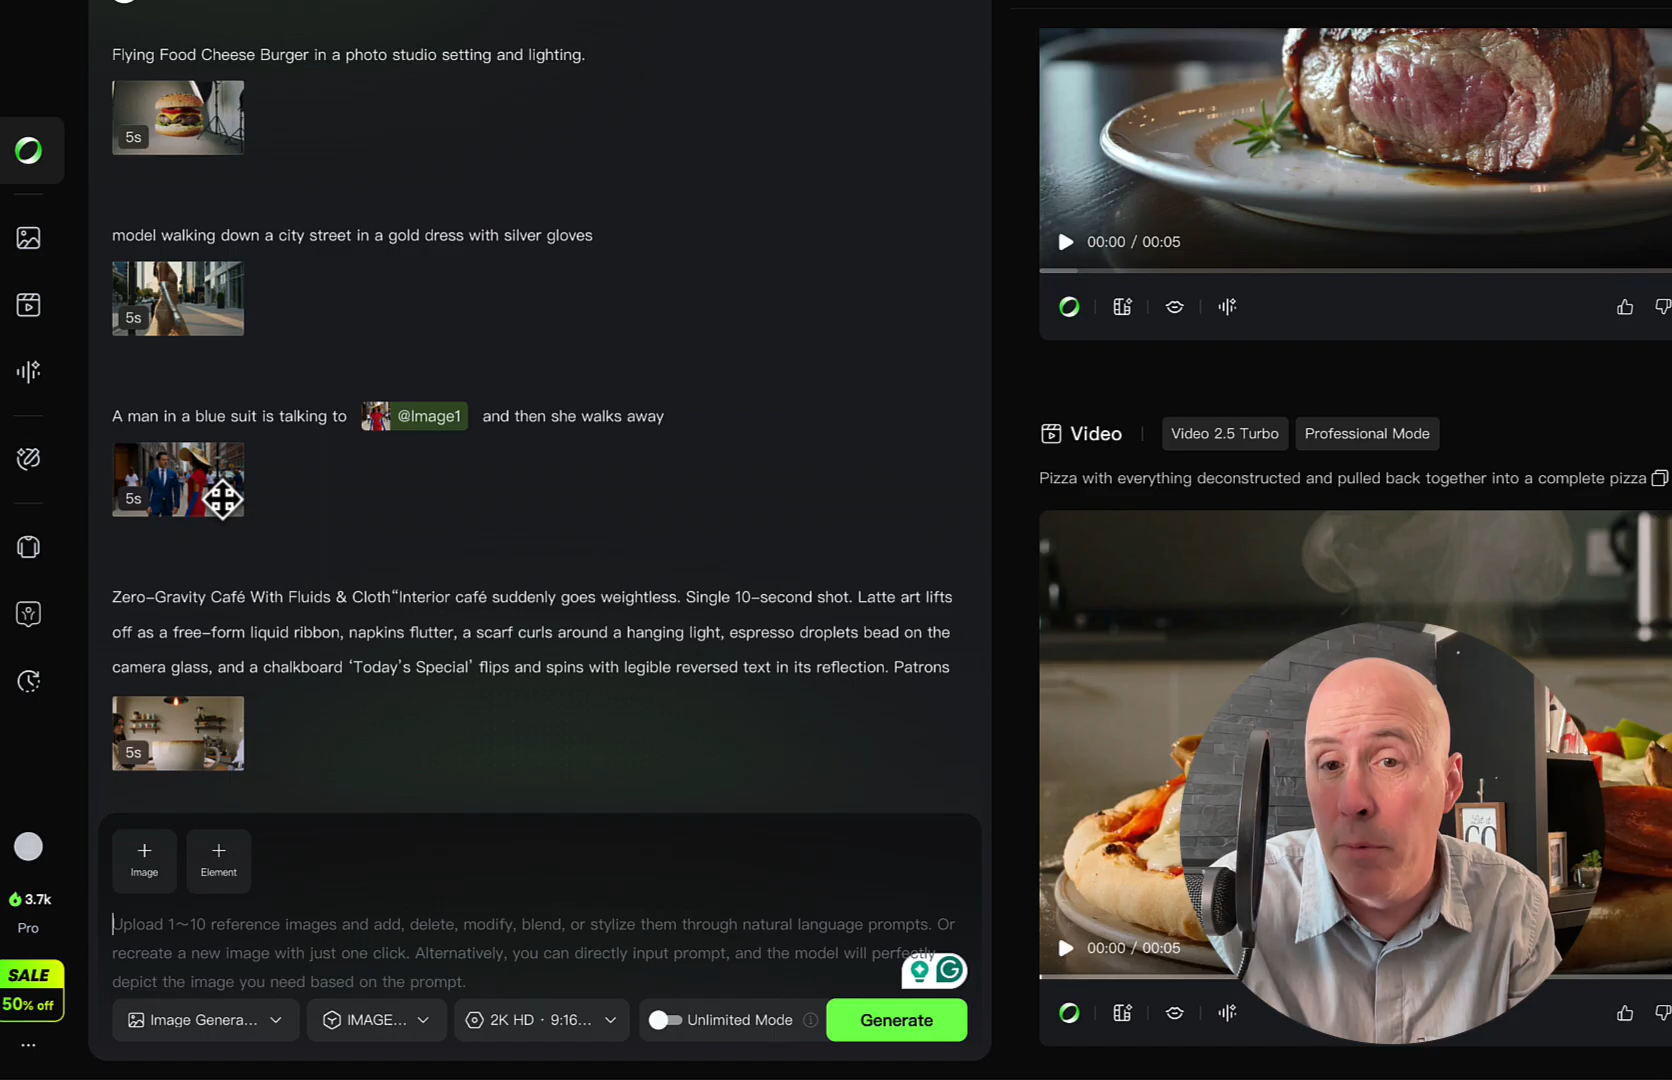 Flying Food Cheese Burger in a photo studio setting and lighting.
5s
model walking down a city street in a gold dress with silver gloves
5s
A man in a blue suit is talking to @Image1 and then she walks away
5s
Zero-Gravity Café With Fluids & Cloth“Interior café suddenly goes weightless. Single 10-second shot. Latte art lifts
off as a free-form liquid ribbon, napkins flutter, a scarf curls around a hanging light, espresso droplets bead on the
camera glass, and a chalkboard ‘Today’s Special’ flips and spins with legible reversed text in its reflection. Patrons
5s
Image
Element
Upload 1~10 reference images and add, delete, modify, blend, or stylize them through natural language prompts. Or
recreate a new image with just one click. Alternatively, you can directly input prompt, and the model will perfectly
depict the image you need based on the prompt.
Image Genera...
IMAGE...
2K HD · 9:16...
Unlimited Mode
Generate
3.7k
Pro
SALE
50% off
...
00:00 / 00:05
Video
Video 2.5 Turbo
Professional Mode
Pizza with everything deconstructed and pulled back together into a complete pizza
00:00 / 00:05